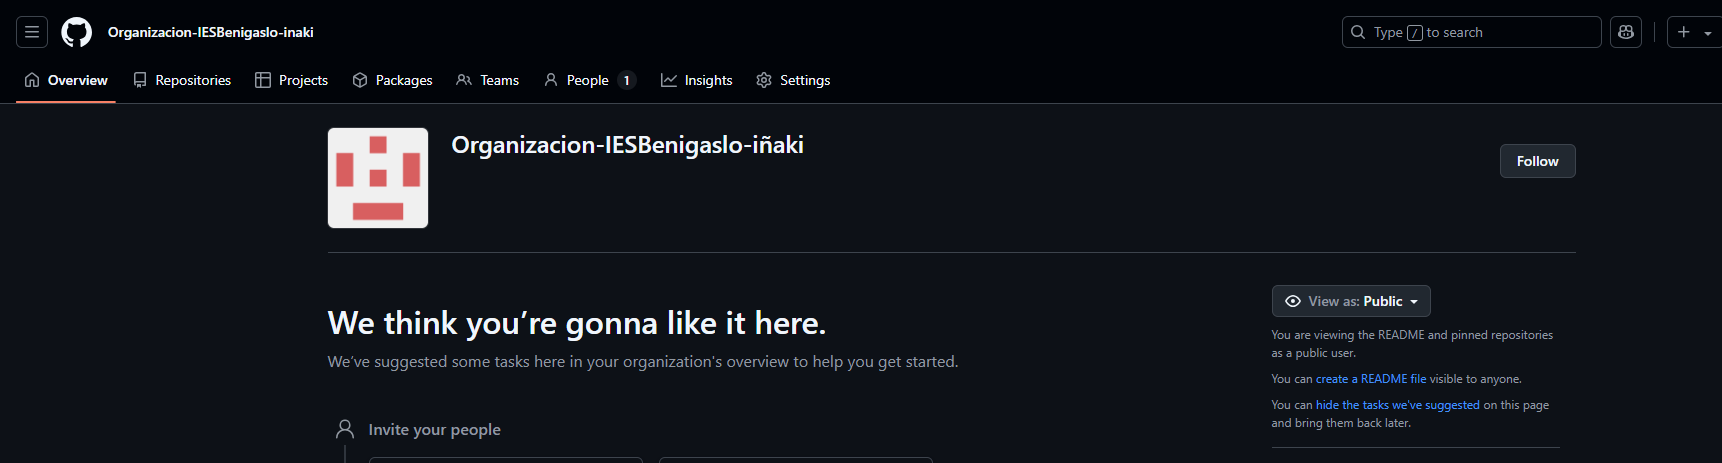 Organizacion-IESBenigaslo-inaki
Type / to search
Overview Repositories Projects Packages Teams People 1 Insights Settings
Organizacion-IESBenigaslo-iñaki
Follow
We think you’re gonna like it here.
We’ve suggested some tasks here in your organization's overview to help you get started.
Invite your people
View as: Public
You are viewing the README and pinned repositories
as a public user.
You can create a README file visible to anyone.
You can hide the tasks we've suggested on this page
and bring them back later.